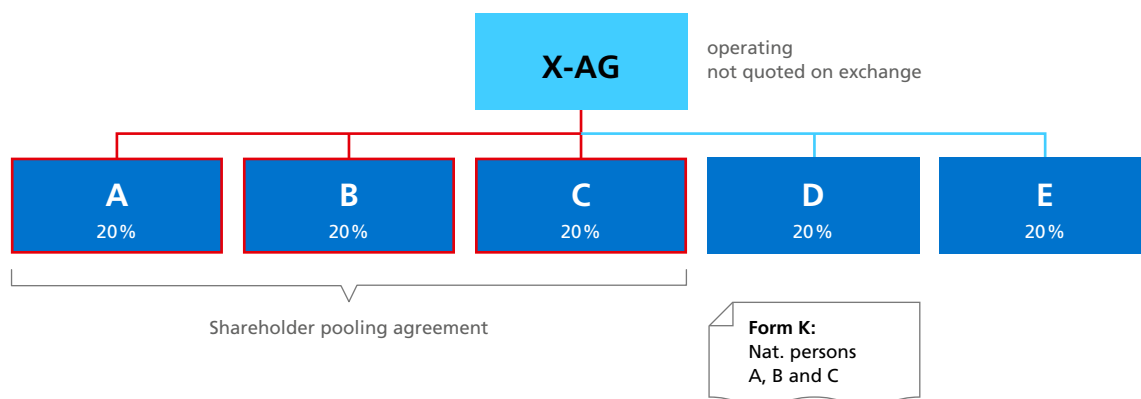 X-AG
operating
not quoted on exchange
A
20%
B
20%
C
20%
D
20%
E
20%
Shareholder pooling agreement
Form K:
Nat. persons
A, B and C